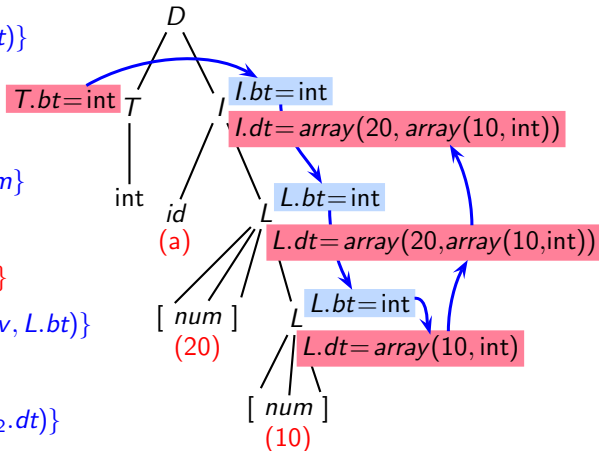 D
t)}
T.bt=int
T
I
I.bt=int
I.dt=array(20, array(10, int))
m}
int
id
(a)
L
L.bt=int
L.dt=array(20,array(10,int))
}
v, L.bt)}
[ num ]
(20)
L
L.bt=int
L.dt=array(10, int)
2.dt)}
[ num ]
(10)